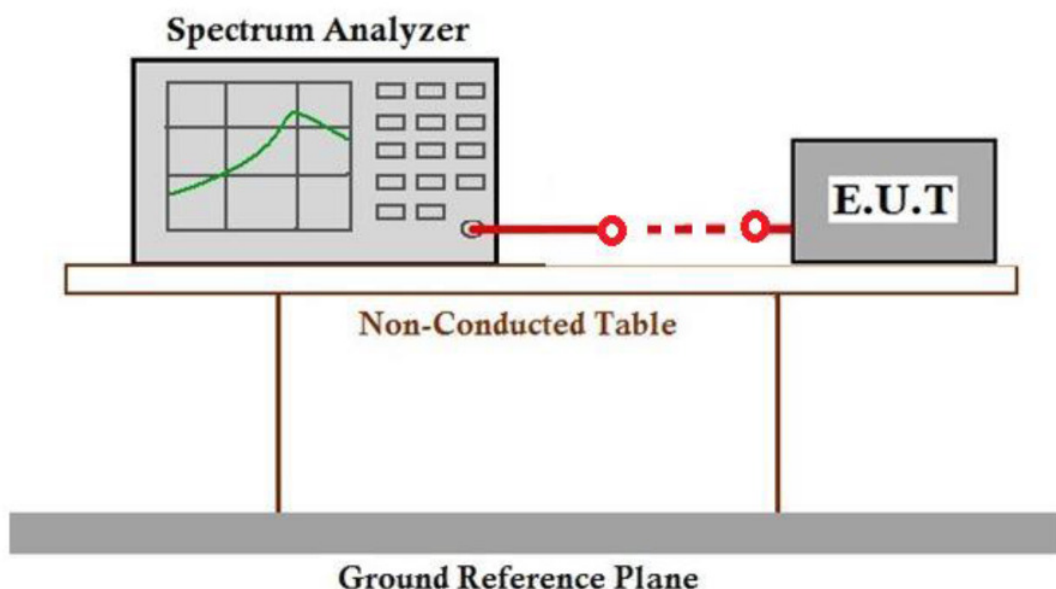 Spectrum Analyzer
E.U.T
Non-Conducted Table
Ground Reference Plane